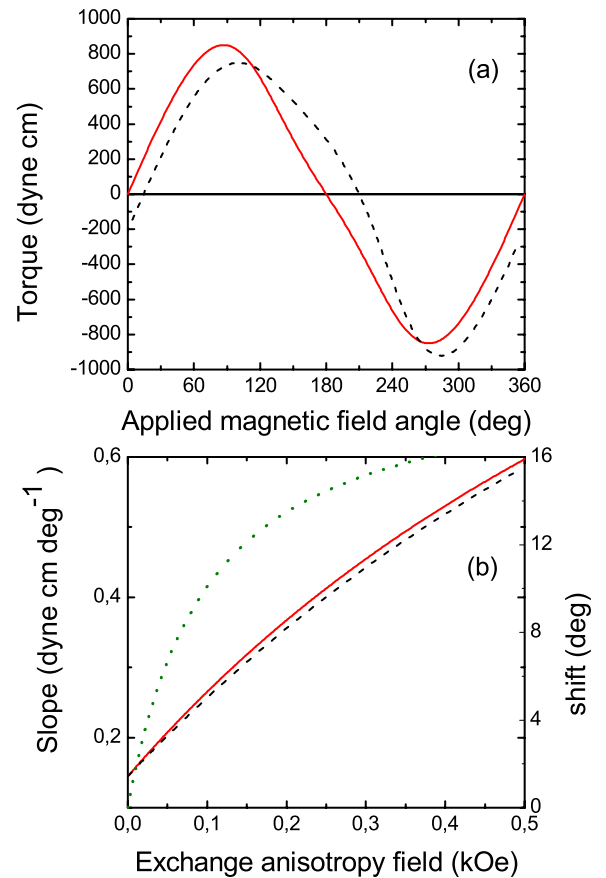 1000
800
600
400
200
0
-200
-400
-600
-800
-1000
Torque (dyne cm)
(a)
0 60 120 180 240 300 360
Applied magnetic field angle (deg)
0,6
0,4
0,2
Slope (dyne cm deg-1)
(b)
16
12
8
4
0
shift (deg)
0,0 0,1 0,2 0,3 0,4 0,5
Exchange anisotropy field (kOe)